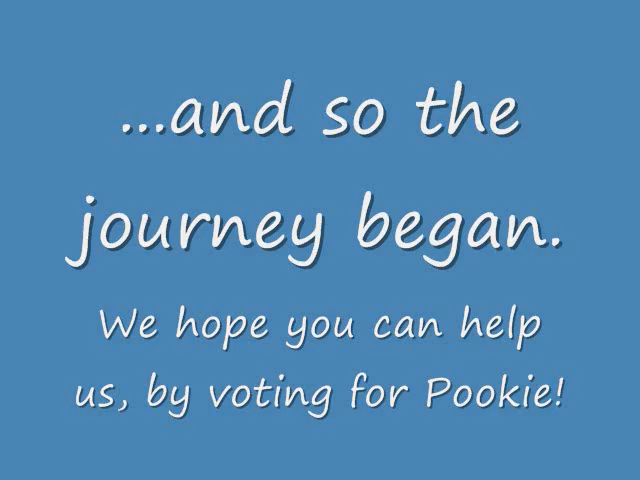 ...and so the
journey began.
We hope you can help
us, by voting for Pookie!